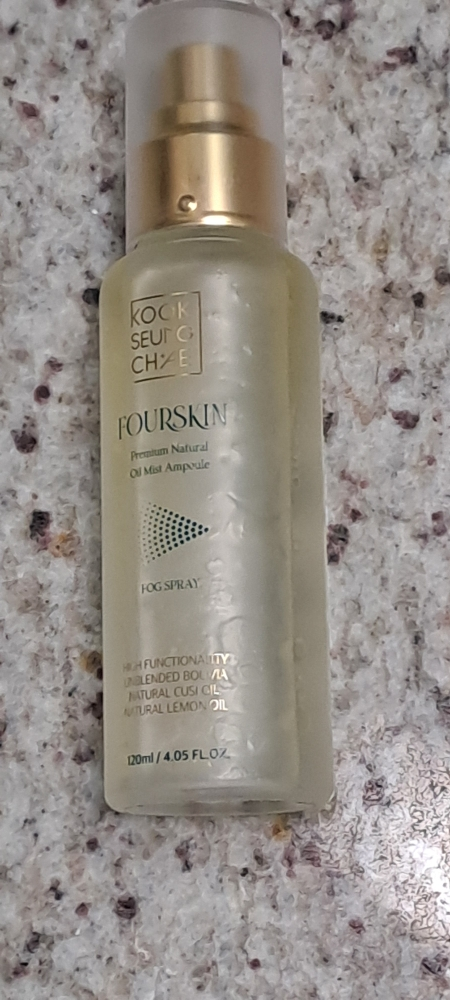 KOOK
SEUNG
CHAE
FOURSKIN
Premium Natural
Oil Mist Ampoule
FOG SPRAY
HIGH FUNCTIONALITY
UNBLENDED BOLIVIA
NATURAL CUSI OIL
NATURAL LEMON OIL
120ml / 4.05 FL.OZ.